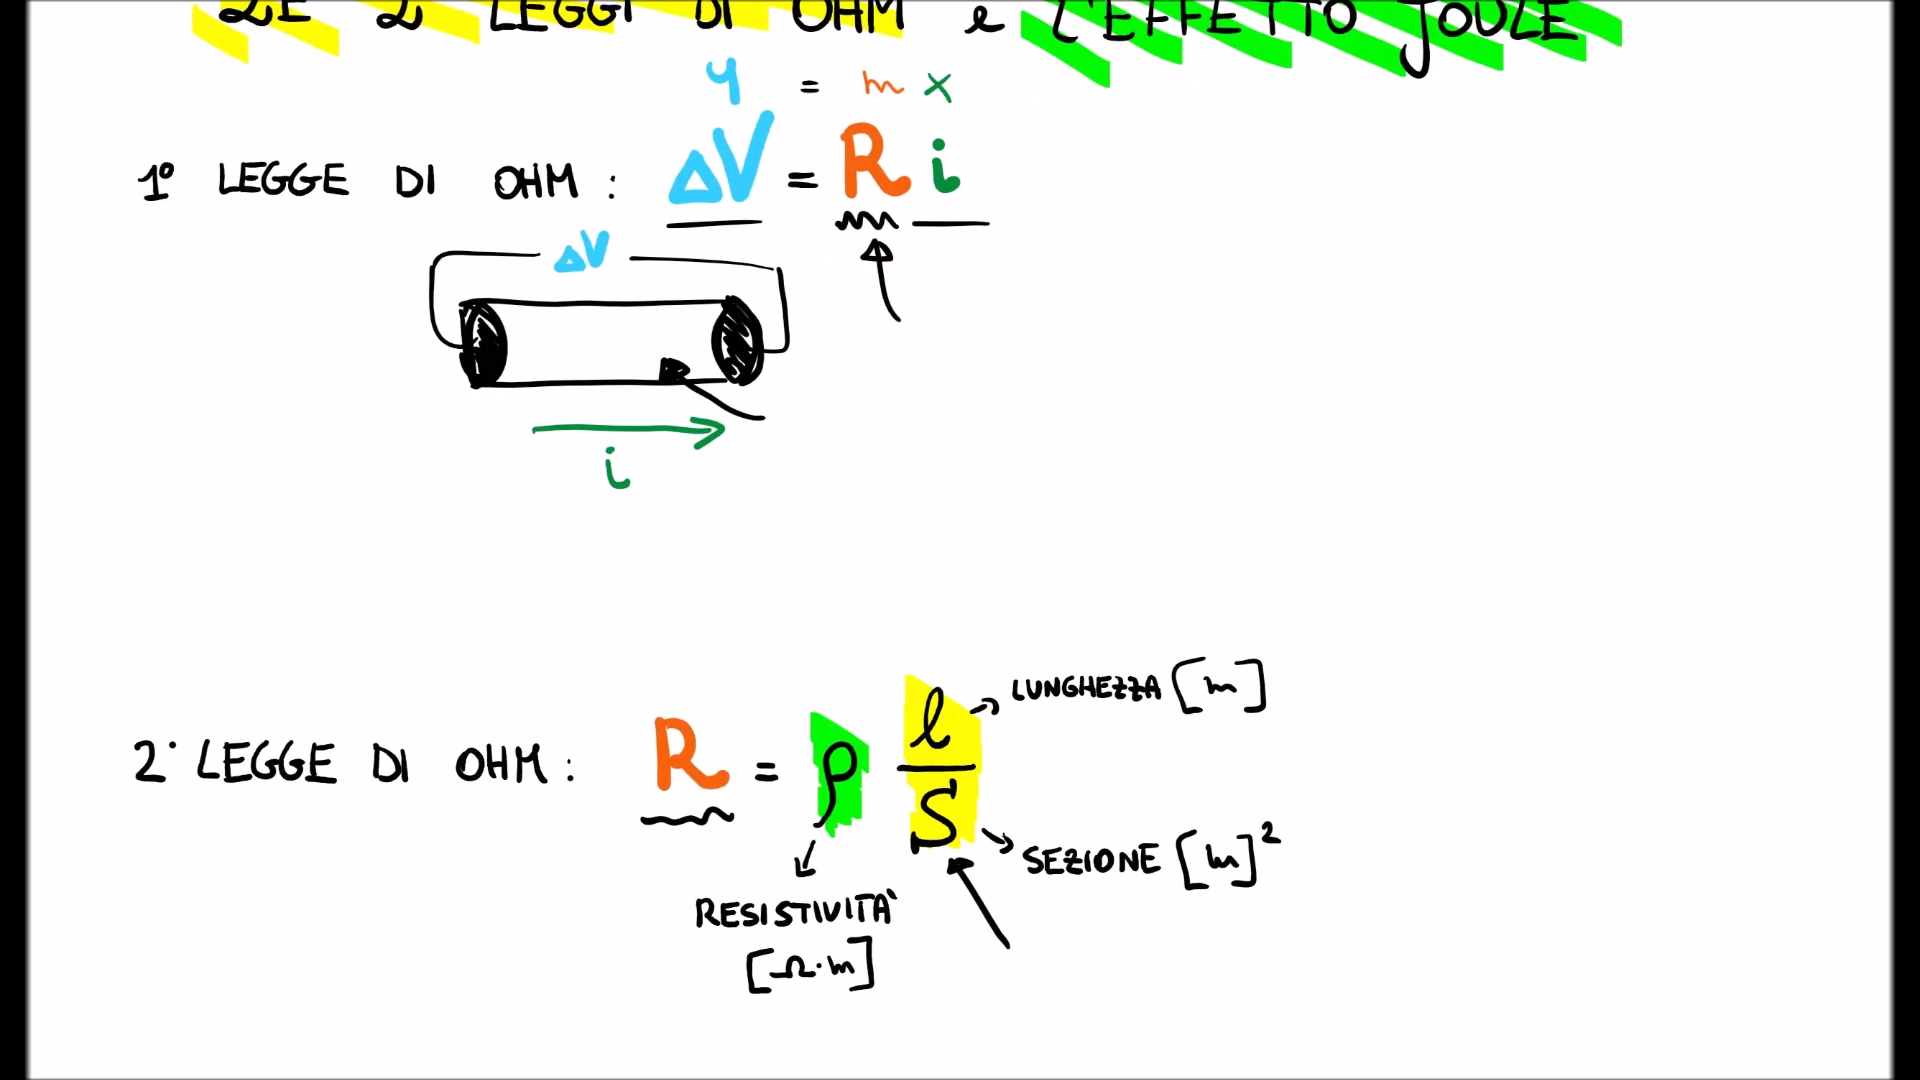 LE 2 LEGGI DI OHM e L'EFFETTO JOULE
y = m x
1° LEGGE DI OHM : ΔV = R i
ΔV
i
l → LUNGHEZZA [m]
2° LEGGE DI OHM : R = ρ
S → SEZIONE [m]²
RESISTIVITA'
[Ω·m]